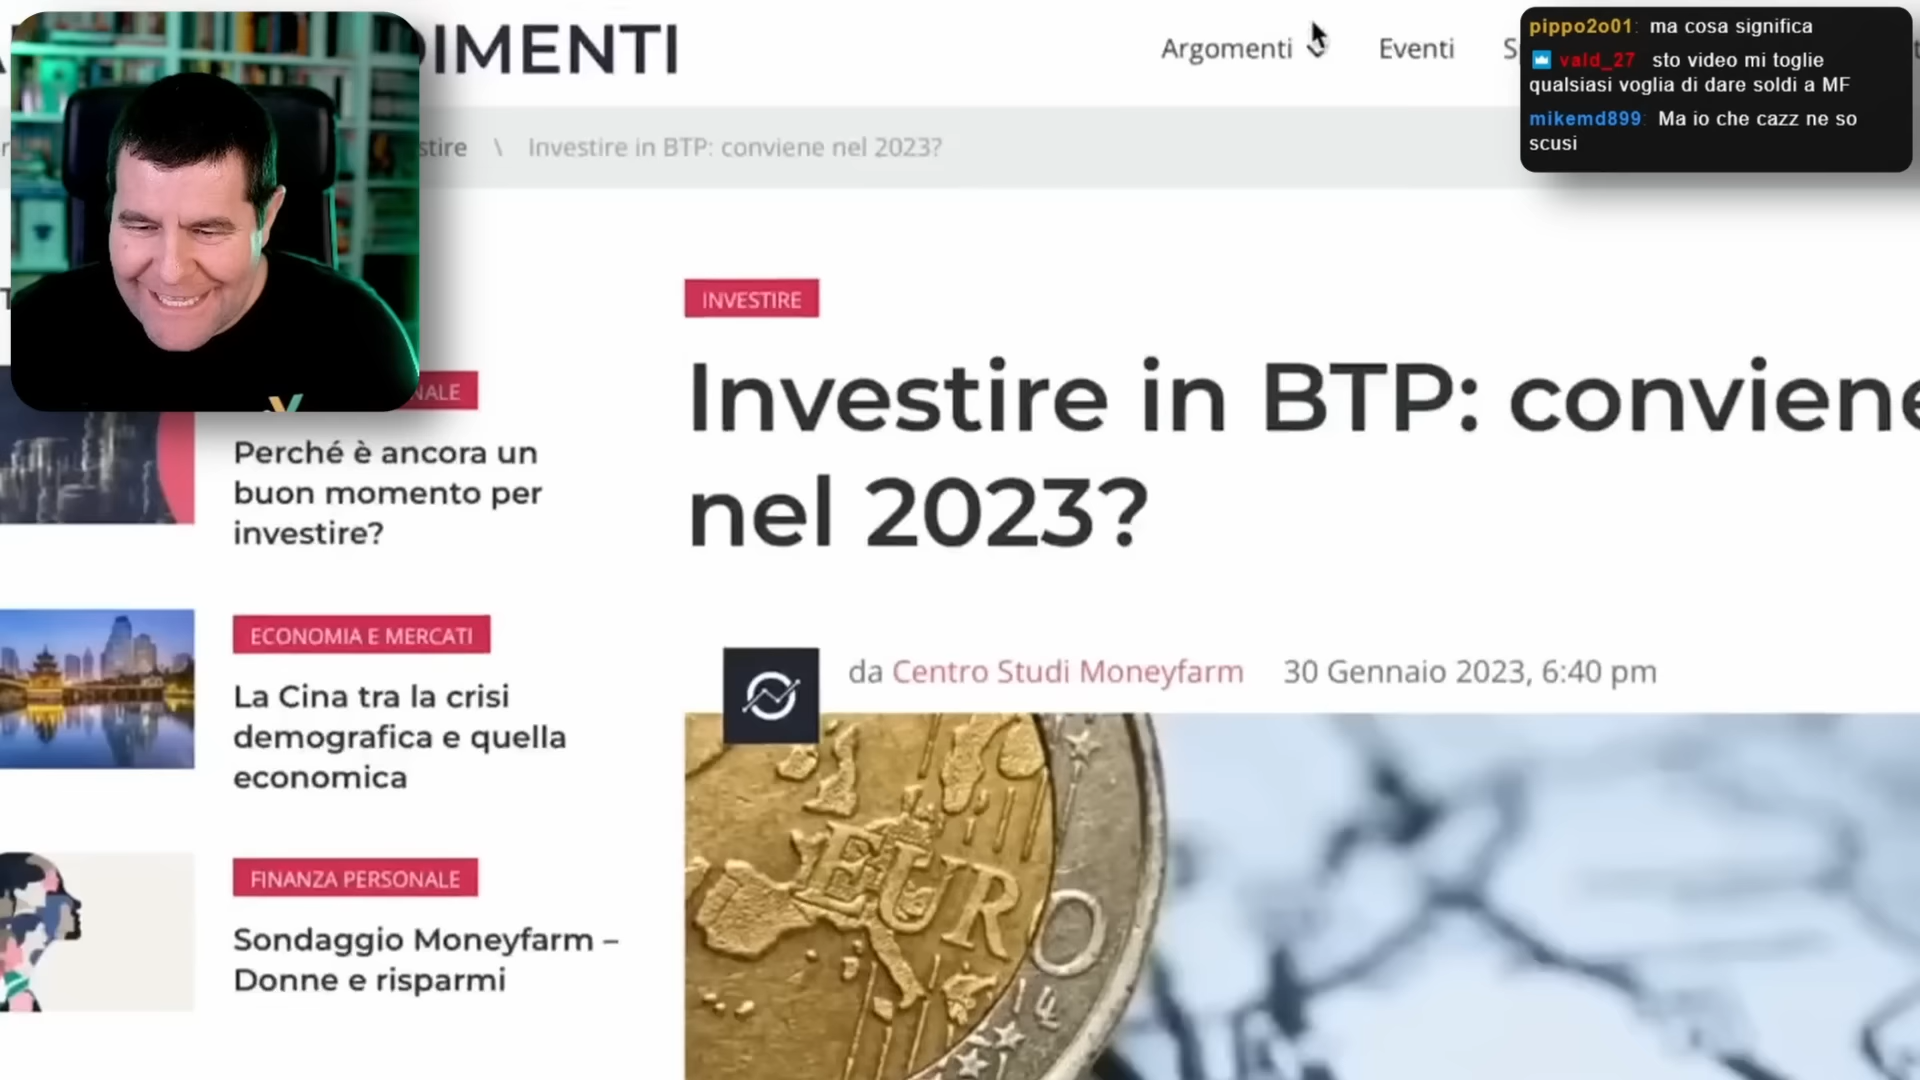 DIMENTI
Argomenti
Eventi
stire \ Investire in BTP: conviene nel 2023?
pippo2o01: ma cosa significa
vald_27 sto video mi toglie
qualsiasi voglia di dare soldi a MF
mikemd899: Ma io che cazz ne so
scusi
NALE
Perché è ancora un
buon momento per
investire?
ECONOMIA E MERCATI
La Cina tra la crisi
demografica e quella
economica
FINANZA PERSONALE
Sondaggio Moneyfarm –
Donne e risparmi
INVESTIRE
Investire in BTP: conviene
nel 2023?
da Centro Studi Moneyfarm 30 Gennaio 2023, 6:40 pm
EURO